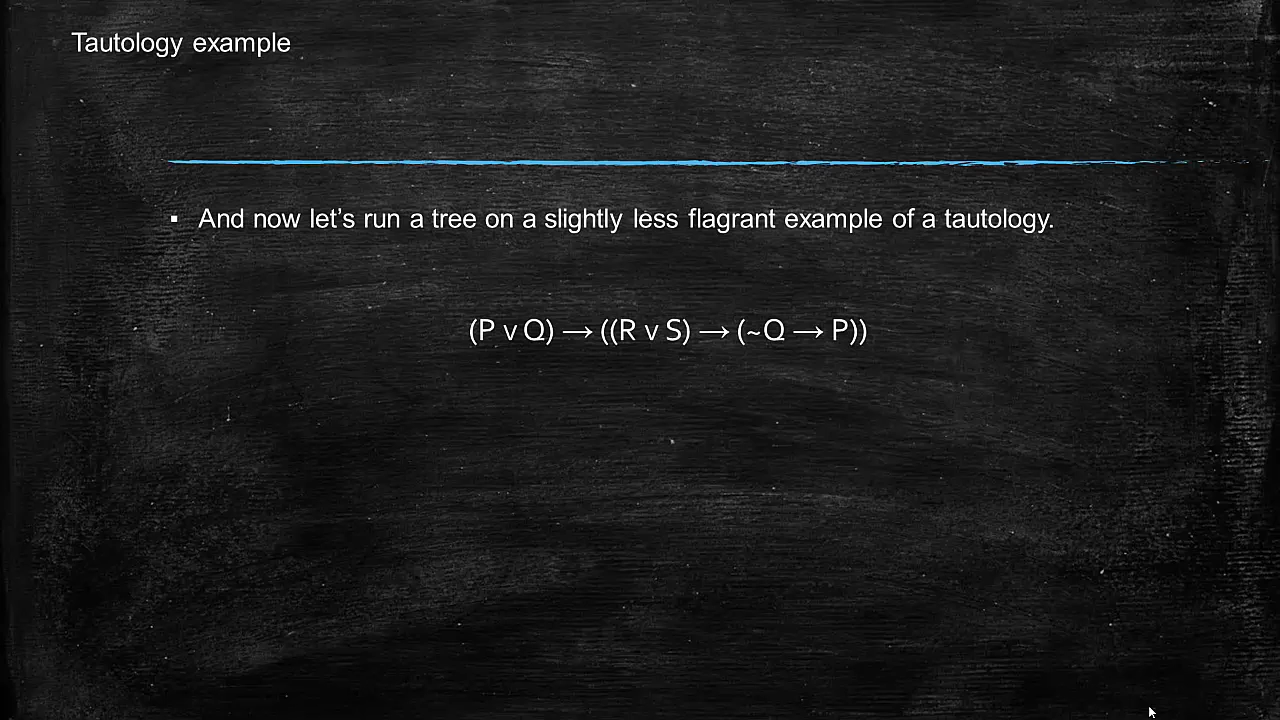 Tautology example
▪ And now let’s run a tree on a slightly less flagrant example of a tautology.
(P v Q) → ((R v S) → (~Q → P))